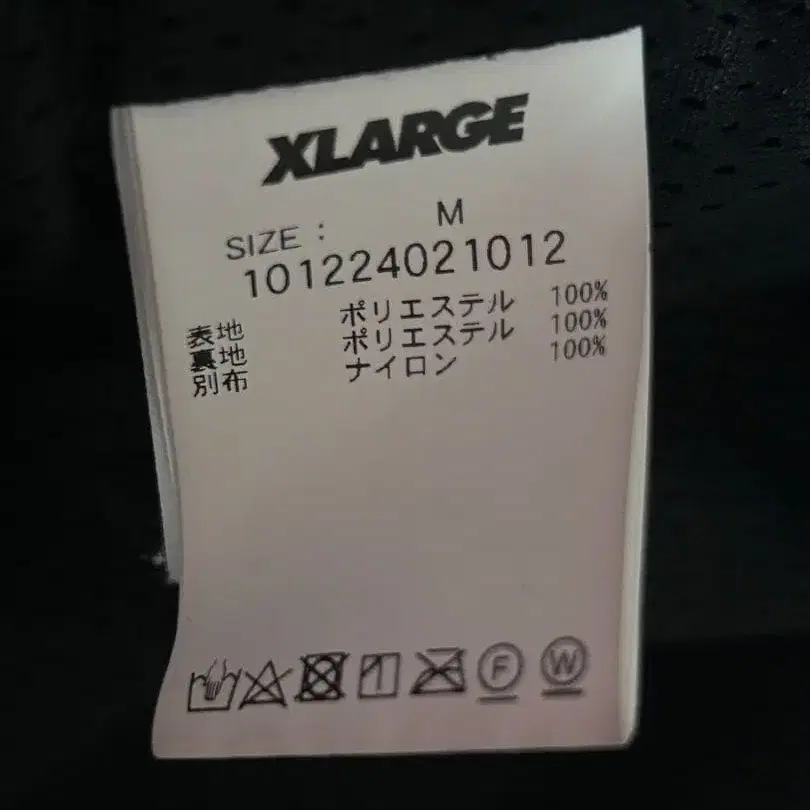 XLARGE
SIZE : M
101224021012
表地 ポリエステル 100%
裏地 ポリエステル 100%
別布 ナイロン 100%
F W